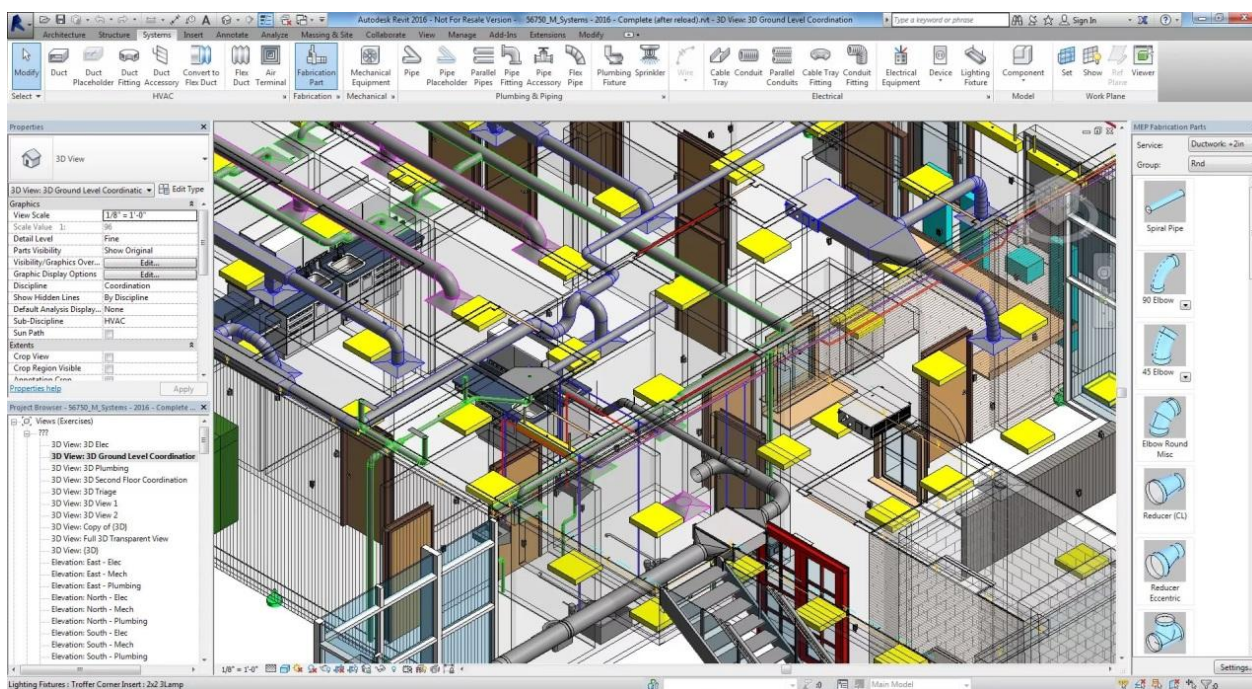 Autodesk Revit 2016 - Not For Resale Version - 56750_M_Systems - 2016 - Complete (after reload).rvt - 3D View: 3D Ground Level Coordination
Type a keyword or phrase
Sign In
Architecture Structure Systems Insert Annotate Analyze Massing & Site Collaborate View Manage Add-Ins Extensions Modify
Modify
Duct
Duct Placeholder
Duct Fitting
Duct Accessory
Convert to Flex Duct
Flex Duct
Air Terminal
Fabrication Part
Mechanical Equipment
Pipe
Pipe Placeholder
Parallel Pipes
Pipe Fitting
Pipe Accessory
Flex Pipe
Plumbing Fixture
Sprinkler
Wire
Cable Tray
Conduit
Parallel Conduits
Cable Tray Fitting
Conduit Fitting
Electrical Equipment
Device
Lighting Fixture
Component
Set
Show
Ref Plane
Viewer
Select HVAC Fabrication Mechanical Plumbing & Piping Electrical Model Work Plane
Properties
3D View
3D View: 3D Ground Level Coordinatic Edit Type
Graphics
View Scale 1/8" = 1'-0"
Scale Value 1: 96
Detail Level Fine
Parts Visibility Show Original
Visibility/Graphics Over... Edit...
Graphic Display Options Edit...
Discipline Coordination
Show Hidden Lines By Discipline
Default Analysis Display... None
Sub-Discipline HVAC
Sun Path
Extents
Crop View
Crop Region Visible
Annotation Crop
Properties help Apply
Project Browser - 56750_M_Systems - 2016 - Complete ...
Views (Exercises)
???
3D View: 3D Elec
3D View: 3D Ground Level Coordination
3D View: 3D Plumbing
3D View: 3D Second Floor Coordination
3D View: 3D Triage
3D View: 3D View 1
3D View: 3D View 2
3D View: Copy of {3D}
3D View: Full 3D Transparent View
3D View: {3D}
Elevation: East - Elec
Elevation: East - Mech
Elevation: East - Plumbing
Elevation: North - Elec
Elevation: North - Mech
Elevation: North - Plumbing
Elevation: South - Elec
Elevation: South - Mech
Elevation: South - Plumbing
MEP Fabrication Parts
Service: Ductwork: +2in
Group: Rnd
Spiral Pipe
90 Elbow
45 Elbow
Elbow Round Misc
Reducer (CL)
Reducer Eccentric
Settings...
1/8" = 1'-0"
Lighting Fixtures : Troffer Corner Insert : 2x2 3Lamp
:0
Main Model
:0